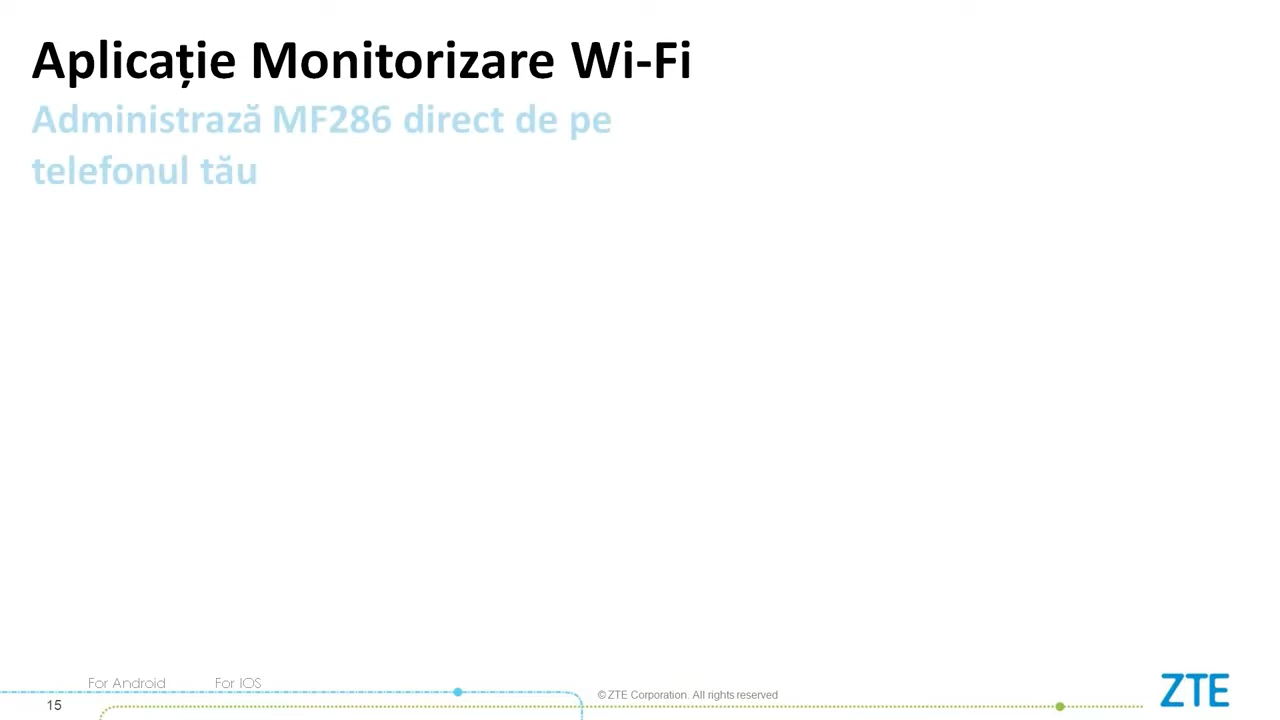 Aplicație Monitorizare Wi-Fi
Administrază MF286 direct de pe
telefonul tău
For Android For IOS
15
© ZTE Corporation. All rights reserved
ZTE